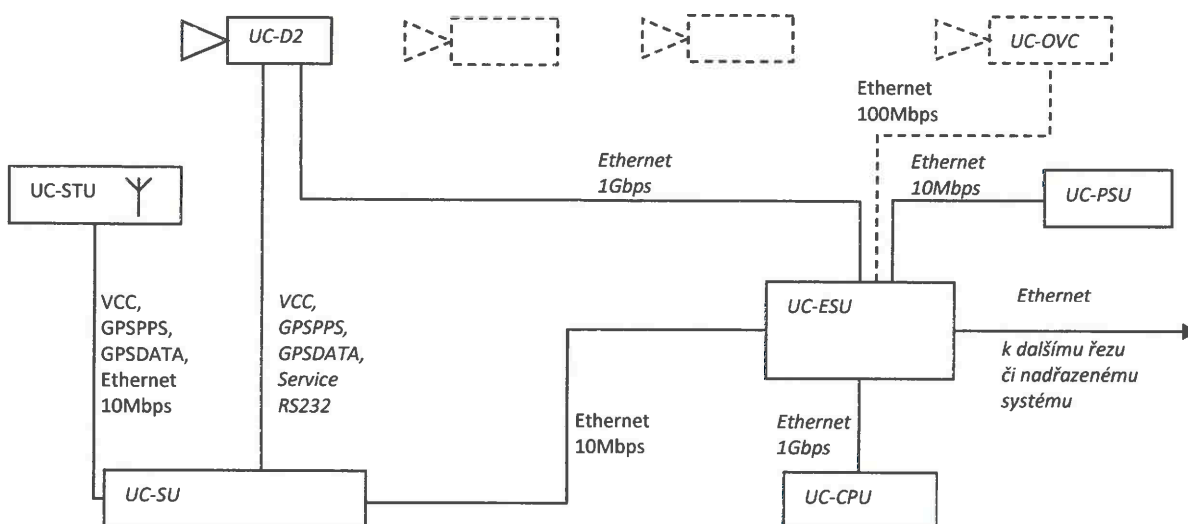 UC-D2
UC-OVC
Ethernet
100Mbps
Ethernet
1Gbps
Ethernet
10Mbps
UC-STU
UC-PSU
VCC,
GPSPPS,
GPSDATA,
Ethernet
10Mbps
VCC,
GPSPPS,
GPSDATA,
Service
RS232
UC-ESU
Ethernet
k dalšímu řezu
či nadřazenému
systému
Ethernet
10Mbps
Ethernet
1Gbps
UC-SU
UC-CPU